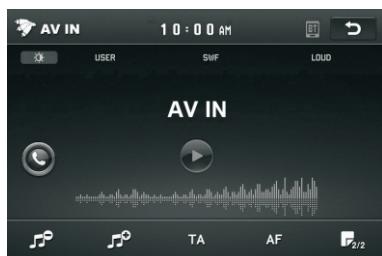 AV IN 10:00 AM BT
USER SWF LOUD
AV IN
TA AF 2/2